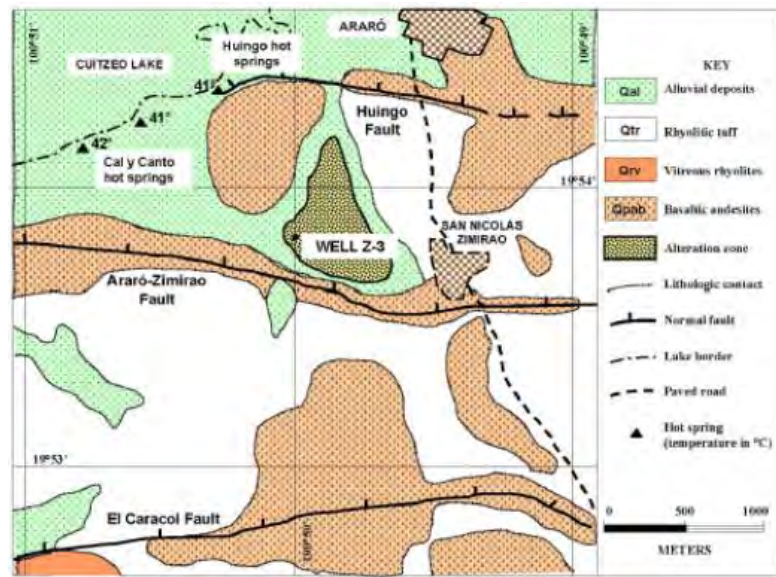 100°51'
Huingo hot
springs
ARARÓ
100°49'
CUITZEO LAKE
41°
41°
42°
Huingo
Fault
Cal y Canto
hot springs
19°54'
SAN NICOLÁS
ZIMIRAO
WELL Z-3
Araró-Zimirao
Fault
19°53'
El Caracol Fault
100°50'
KEY
Qal Alluvial deposits
Qtr Rhyolitic tuff
Qrv Vitreous rhyolites
Qpab Basaltic andesites
Alteration zone
Lithologic contact
Normal fault
Lake border
Paved road
Hot spring
(temperature in °C)
0 500 1000
METERS